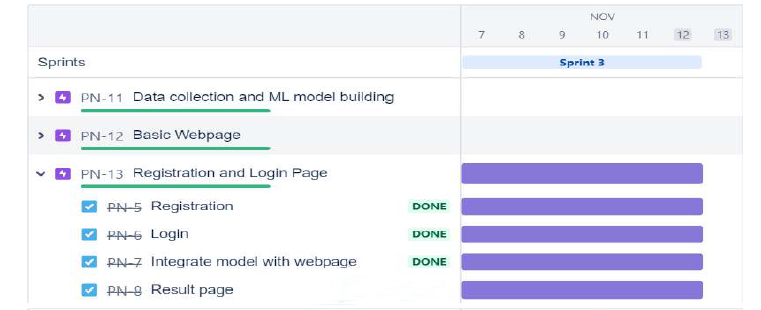 NOV
7 8 9 10 11 12 13
Sprints Sprint 3
PN-11 Data collection and ML model building
PN-12 Basic Webpage
PN-13 Registration and Login Page
PN-5 Registration DONE
PN-6 Login DONE
PN-7 Integrate model with webpage DONE
PN-8 Result page